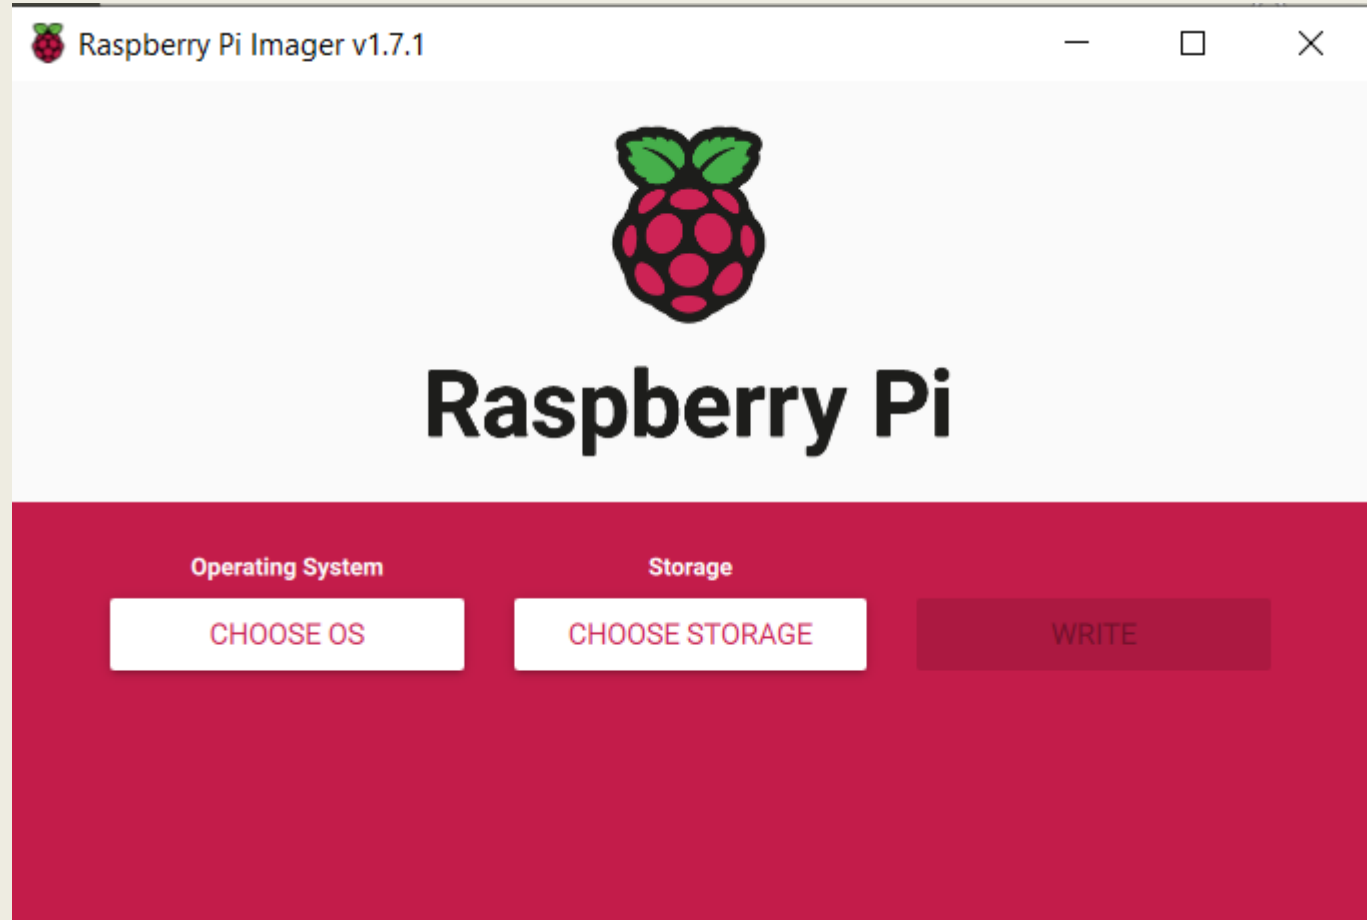 Raspberry Pi Imager v1.7.1
Raspberry Pi
Operating System
Storage
CHOOSE OS
CHOOSE STORAGE
WRITE